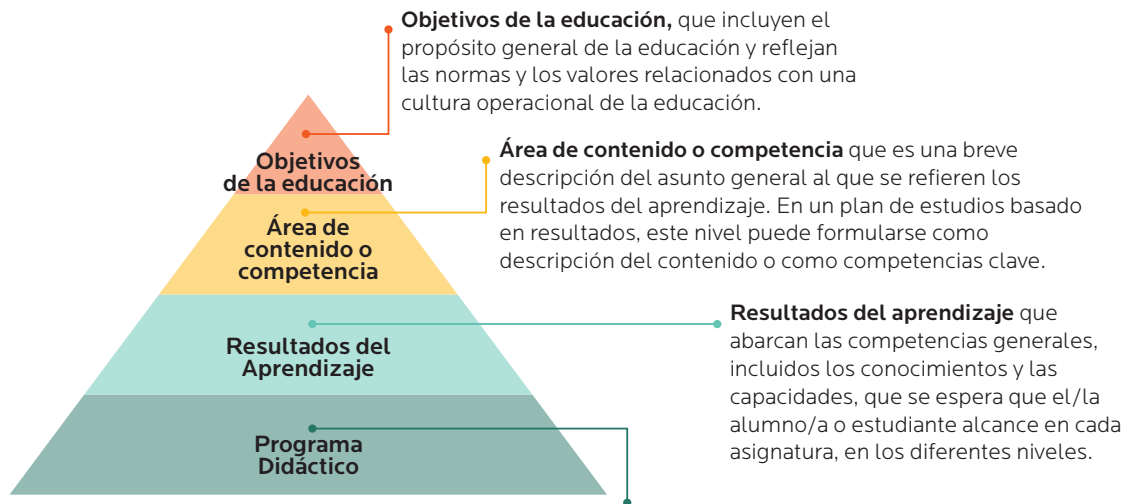 Objetivos de la educación, que incluyen el
propósito general de la educación y reflejan
las normas y los valores relacionados con una
cultura operacional de la educación.
Objetivos
de la educación
Área de contenido o competencia que es una breve
descripción del asunto general al que se refieren los
resultados del aprendizaje. En un plan de estudios basado
en resultados, este nivel puede formularse como
descripción del contenido o como competencias clave.
Área de
contenido o
competencia
Resultados del aprendizaje que
abarcan las competencias generales,
incluidos los conocimientos y las
capacidades, que se espera que el/la
alumno/a o estudiante alcance en cada
asignatura, en los diferentes niveles.
Resultados del
Aprendizaje
Programa
Didáctico